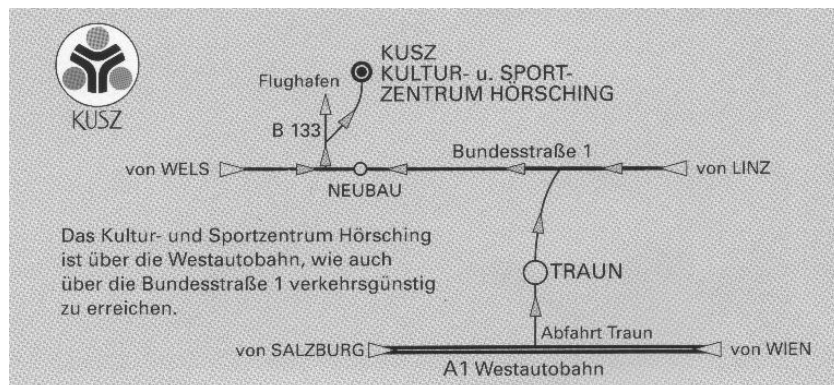 KUSZ
KUSZ
KULTUR- u. SPORT-
ZENTRUM HÖRSCHING
Flughafen
B 133
Bundesstraße 1
von WELS
von LINZ
NEUBAU
Das Kultur- und Sportzentrum Hörsching
ist über die Westautobahn, wie auch
über die Bundesstraße 1 verkehrsgünstig
zu erreichen.
TRAUN
Abfahrt Traun
von SALZBURG
von WIEN
A1 Westautobahn